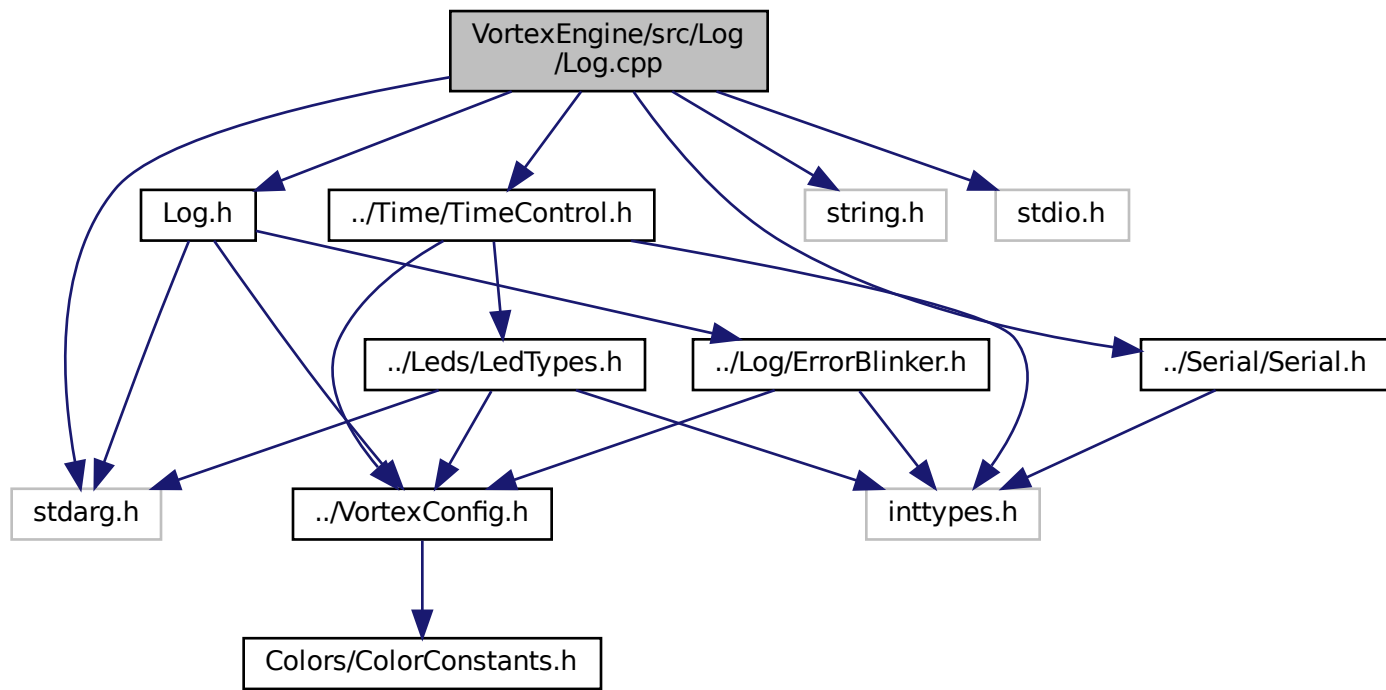 VortexEngine/src/Log
/Log.cpp
Log.h
../Time/TimeControl.h
string.h
stdio.h
../Leds/LedTypes.h
../Log/ErrorBlinker.h
../Serial/Serial.h
stdarg.h
../VortexConfig.h
inttypes.h
Colors/ColorConstants.h